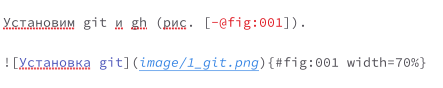 Установим git и gh (рис. [-@fig:001]).
![Установка git](image/1_git.png){#fig:001 width=70%}